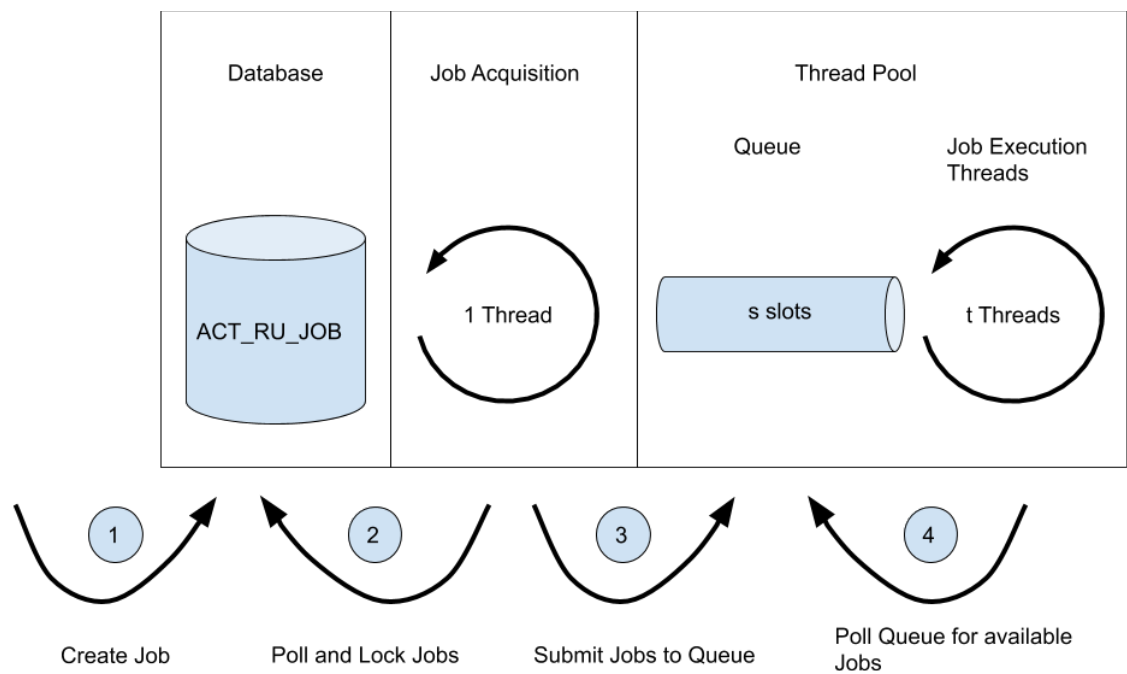 Database
Job Acquisition
Thread Pool
Queue
Job Execution
Threads
ACT_RU_JOB
1 Thread
s slots
t Threads
1
2
3
4
Create Job
Poll and Lock Jobs
Submit Jobs to Queue
Poll Queue for available
Jobs